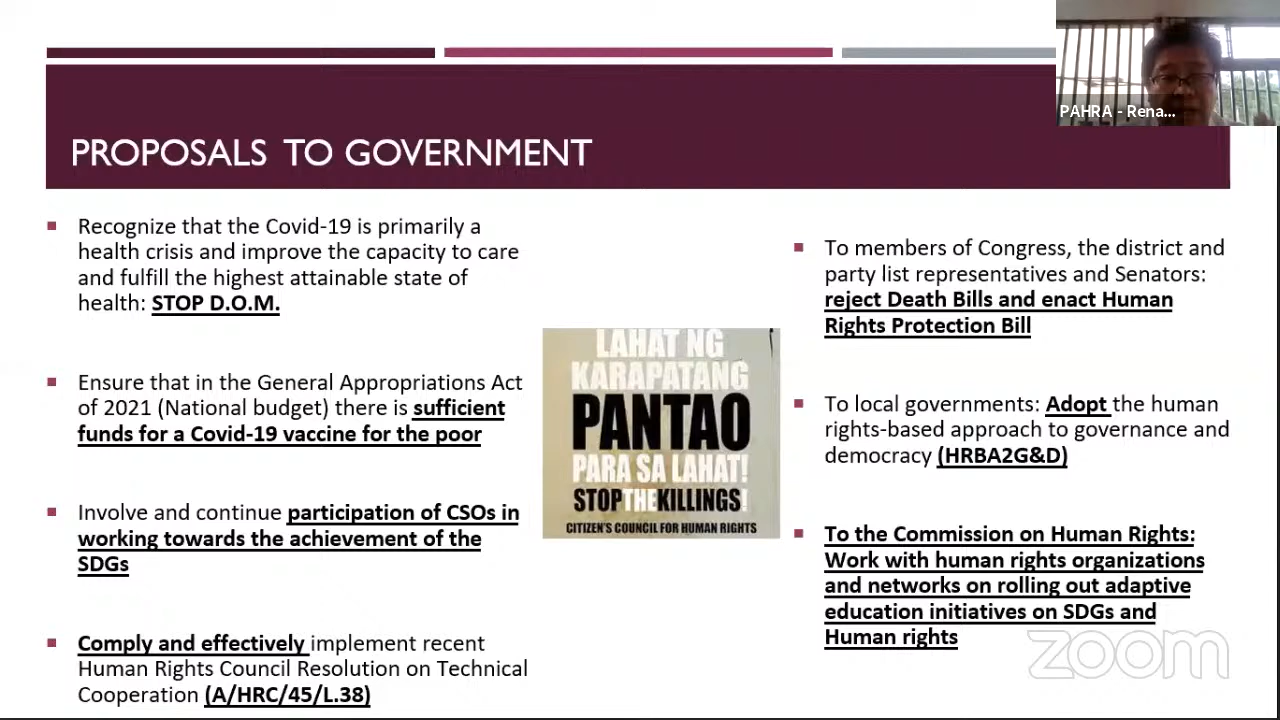 PAHRA - Rena...
PROPOSALS TO GOVERNMENT
Recognize that the Covid-19 is primarily a
health crisis and improve the capacity to care
and fulfill the highest attainable state of
health: STOP D.O.M.
Ensure that in the General Appropriations Act
of 2021 (National budget) there is sufficient
funds for a Covid-19 vaccine for the poor
Involve and continue participation of CSOs in
working towards the achievement of the
SDGs
Comply and effectively implement recent
Human Rights Council Resolution on Technical
Cooperation (A/HRC/45/L.38)
LAHAT NG
KARAPATANG
PANTAO
PARA SA LAHAT!
STOPTHEKILLINGS!
CITIZEN'S COUNCIL FOR HUMAN RIGHTS
To members of Congress, the district and
party list representatives and Senators:
reject Death Bills and enact Human
Rights Protection Bill
To local governments: Adopt the human
rights-based approach to governance and
democracy (HRBA2G&D)
To the Commission on Human Rights:
Work with human rights organizations
and networks on rolling out adaptive
education initiatives on SDGs and
Human rights
zoom